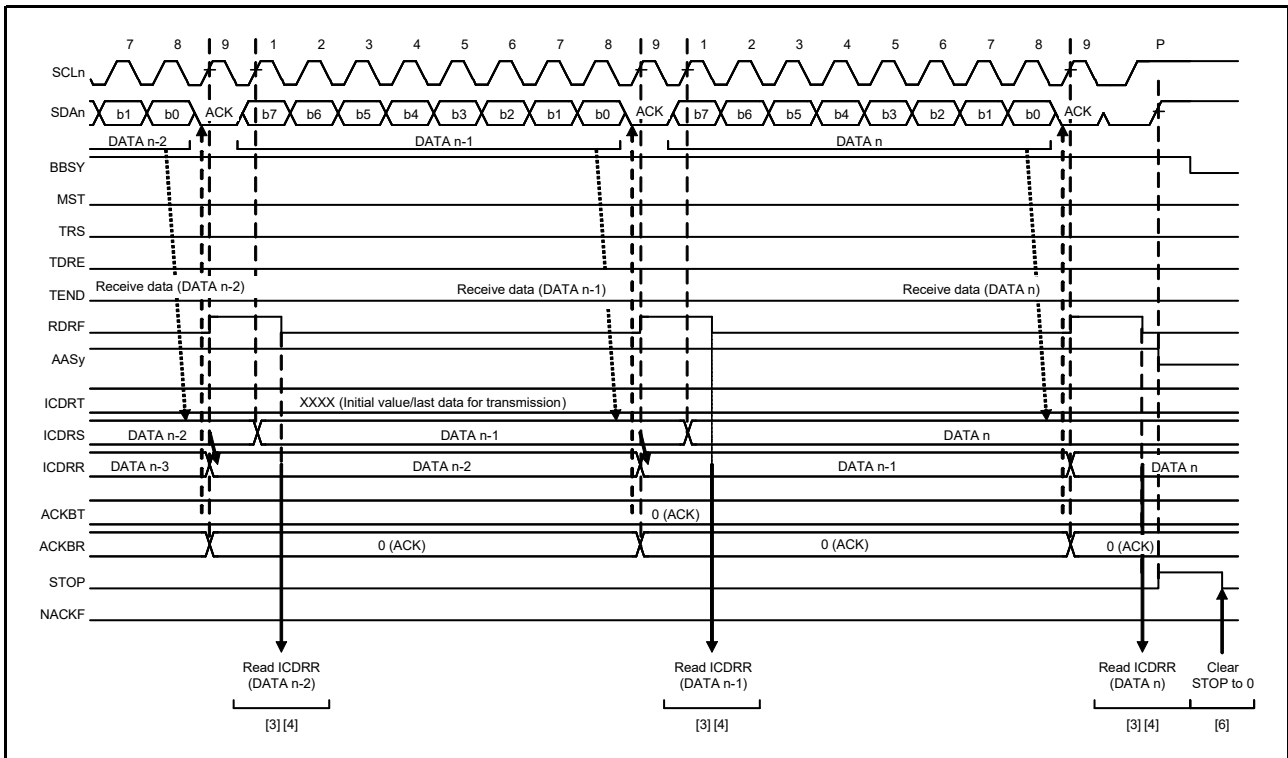 7 8 9 1 2 3 4 5 6 7 8 9 1 2 3 4 5 6 7 8 9 P
SCLn
SDAn b1 b0 ACK b7 b6 b5 b4 b3 b2 b1 b0 ACK b7 b6 b5 b4 b3 b2 b1 b0 ACK
DATA n-2 DATA n-1 DATA n
BBSY
MST
TRS
TDRE
Receive data (DATA n-2) Receive data (DATA n-1) Receive data (DATA n)
TEND
RDRF
AASy
ICDRT XXXX (Initial value/last data for transmission)
ICDRS DATA n-2 DATA n-1 DATA n
ICDRR DATA n-3 DATA n-2 DATA n-1 DATA n
ACKBT 0 (ACK)
ACKBR 0 (ACK) 0 (ACK) 0 (ACK)
STOP
NACKF
Read ICDRR Read ICDRR Read ICDRR Clear
(DATA n-2) (DATA n-1) (DATA n) STOP to 0
[3] [4] [3] [4] [3] [4] [6]